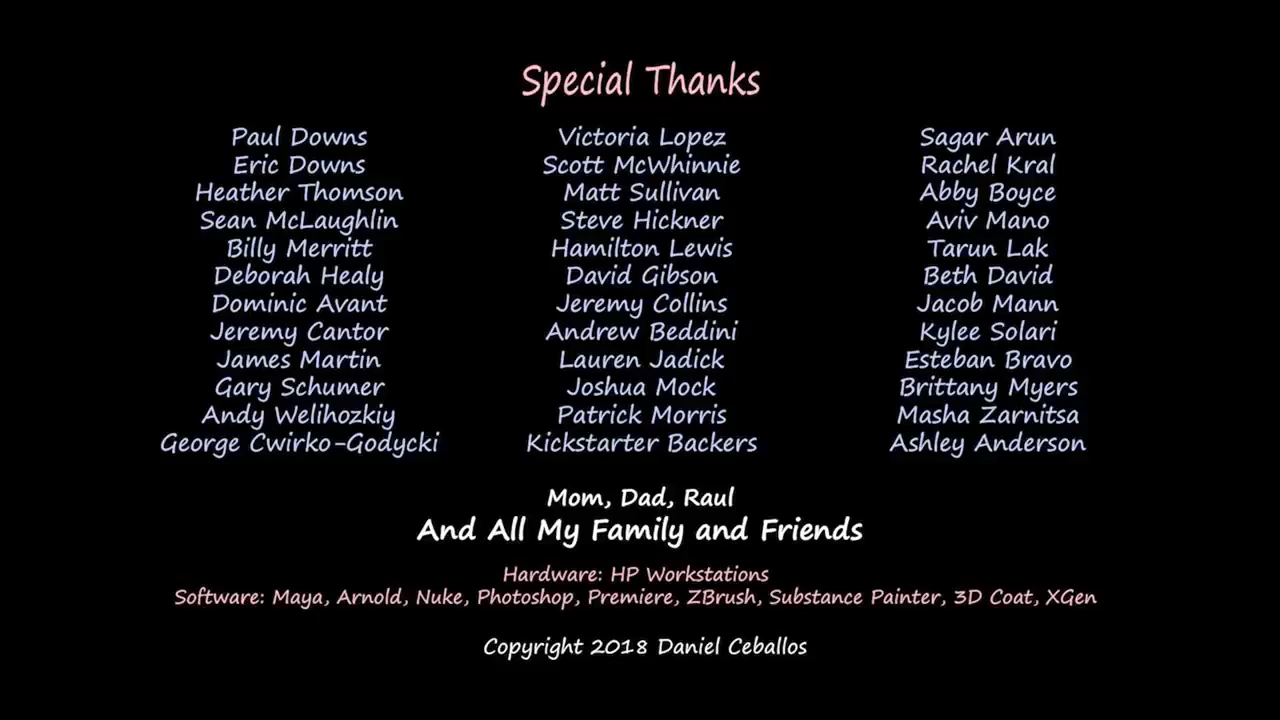 Special Thanks
Paul Downs
Eric Downs
Heather Thomson
Sean McLaughlin
Billy Merritt
Deborah Healy
Dominic Avant
Jeremy Cantor
James Martin
Gary Schumer
Andy Welihozkiy
George Cwirko-Godycki
Victoria Lopez
Scott McWhinnie
Matt Sullivan
Steve Hickner
Hamilton Lewis
David Gibson
Jeremy Collins
Andrew Beddini
Lauren Jadick
Joshua Mock
Patrick Morris
Kickstarter Backers
Sagar Arun
Rachel Kral
Abby Boyce
Aviv Mano
Tarun Lak
Beth David
Jacob Mann
Kylee Solari
Esteban Bravo
Brittany Myers
Masha Zarnitsa
Ashley Anderson
Mom, Dad, Raul
And All My Family and Friends
Hardware: HP Workstations
Software: Maya, Arnold, Nuke, Photoshop, Premiere, ZBrush, Substance Painter, 3D Coat, XGen
Copyright 2018 Daniel Ceballos